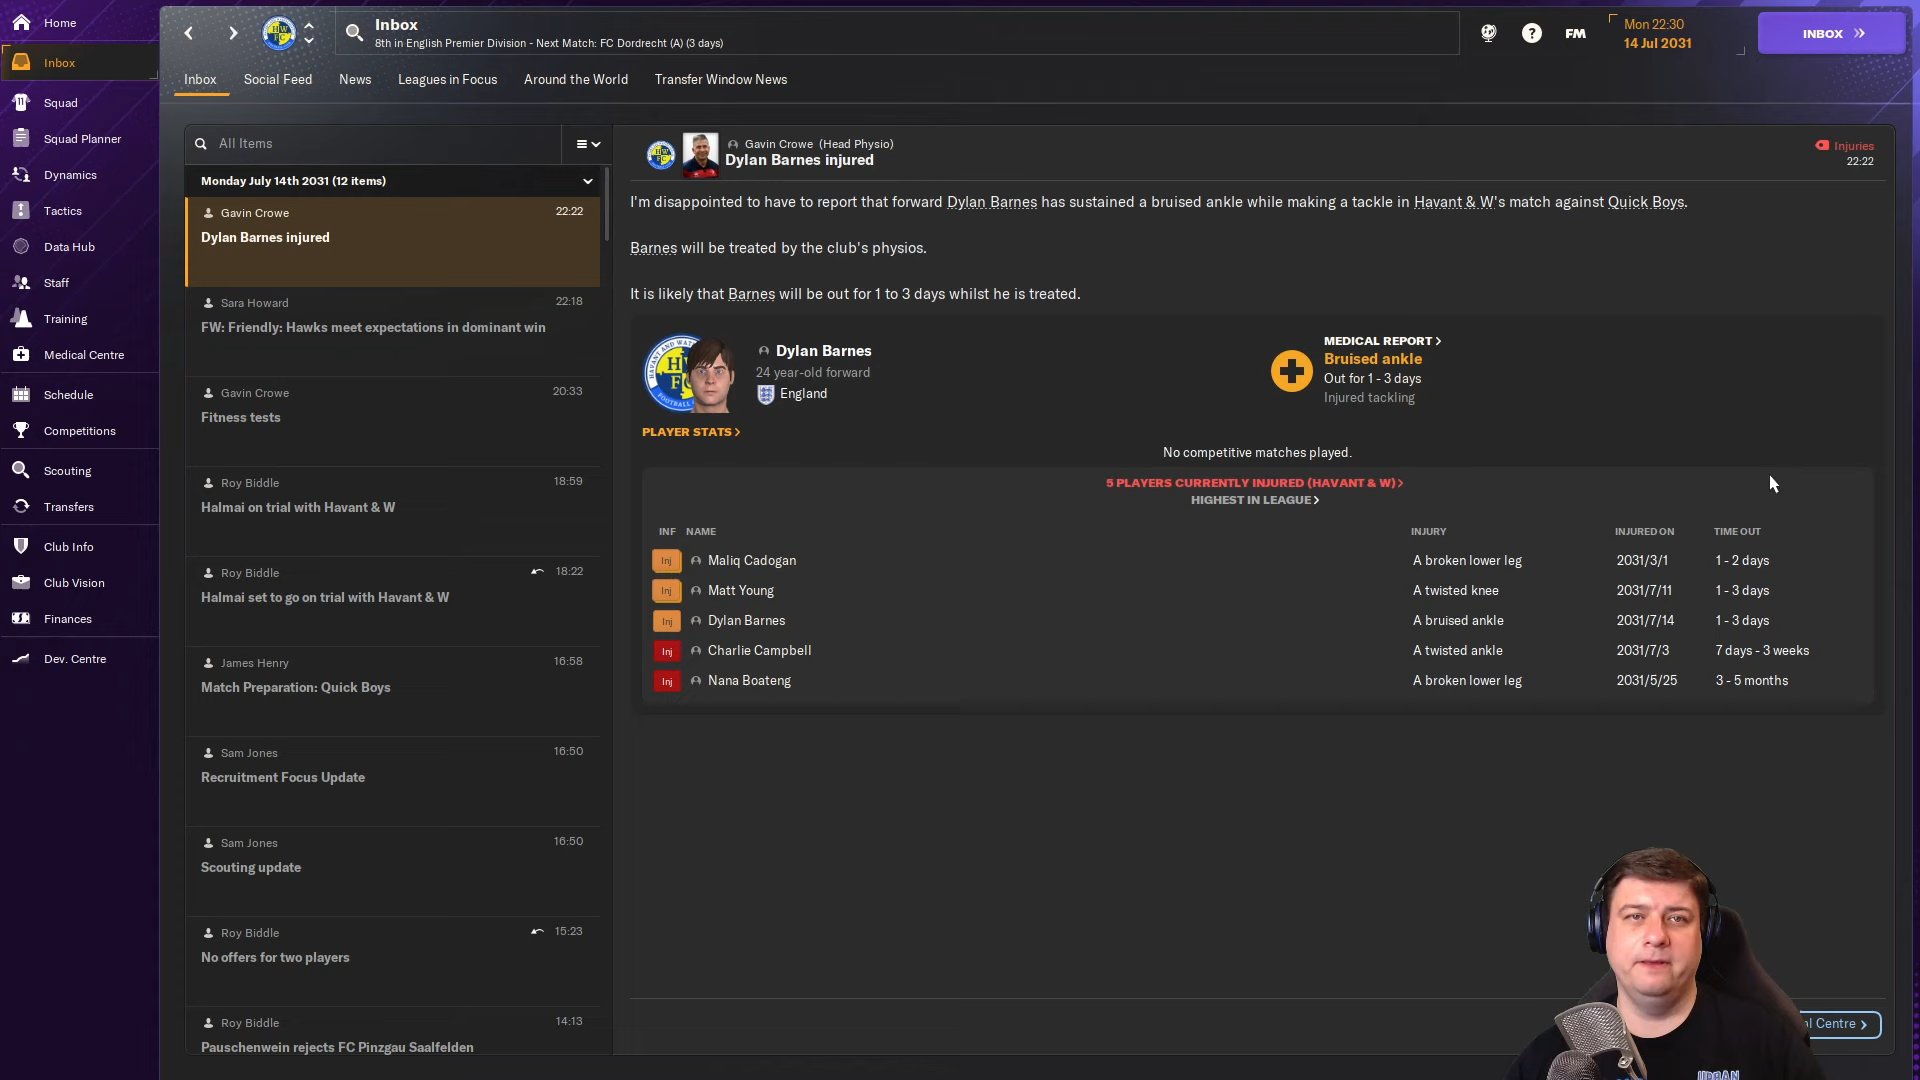 Home
Inbox
Squad
Squad Planner
Dynamics
Tactics
Data Hub
Staff
Training
Medical Centre
Schedule
Competitions
Scouting
Transfers
Club Info
Club Vision
Finances
Dev. Centre
Inbox
8th in English Premier Division - Next Match: FC Dordrecht (A) (3 days)
FM
Mon 22:30
14 Jul 2031
INBOX
Inbox Social Feed News Leagues in Focus Around the World Transfer Window News
All Items
Monday July 14th 2031 (12 items)
Gavin Crowe 22:22
Dylan Barnes injured
Sara Howard 22:18
FW: Friendly: Hawks meet expectations in dominant win
Gavin Crowe 20:33
Fitness tests
Roy Biddle 18:59
Halmai on trial with Havant & W
Roy Biddle 18:22
Halmai set to go on trial with Havant & W
James Henry 16:58
Match Preparation: Quick Boys
Sam Jones 16:50
Recruitment Focus Update
Sam Jones 16:50
Scouting update
Roy Biddle 15:23
No offers for two players
Roy Biddle 14:13
Pauschenwein rejects FC Pinzgau Saalfelden
Gavin Crowe (Head Physio)
Dylan Barnes injured
Injuries
22:22
I'm disappointed to have to report that forward Dylan Barnes has sustained a bruised ankle while making a tackle in Havant & W's match against Quick Boys.
Barnes will be treated by the club's physios.
It is likely that Barnes will be out for 1 to 3 days whilst he is treated.
Dylan Barnes
24 year-old forward
England
MEDICAL REPORT
Bruised ankle
Out for 1 - 3 days
Injured tackling
PLAYER STATS
No competitive matches played.
5 PLAYERS CURRENTLY INJURED (HAVANT & W)
HIGHEST IN LEAGUE
INF NAME INJURY INJURED ON TIME OUT
Inj Maliq Cadogan A broken lower leg 2031/3/1 1 - 2 days
Inj Matt Young A twisted knee 2031/7/11 1 - 3 days
Inj Dylan Barnes A bruised ankle 2031/7/14 1 - 3 days
Inj Charlie Campbell A twisted ankle 2031/7/3 7 days - 3 weeks
Inj Nana Boateng A broken lower leg 2031/5/25 3 - 5 months
Centre